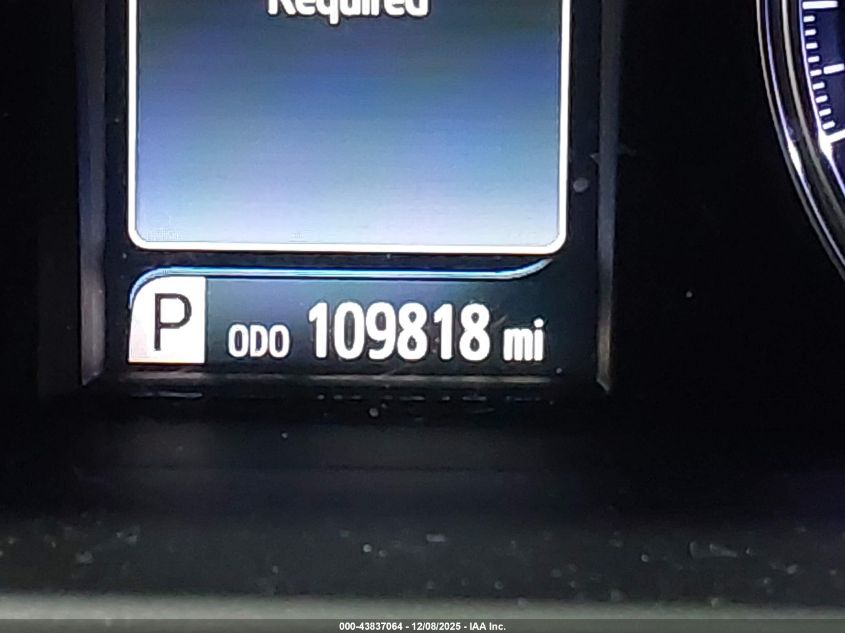 Required
P ODO 109818 mi
000-43837064 - 12/08/2025 - IAA Inc.